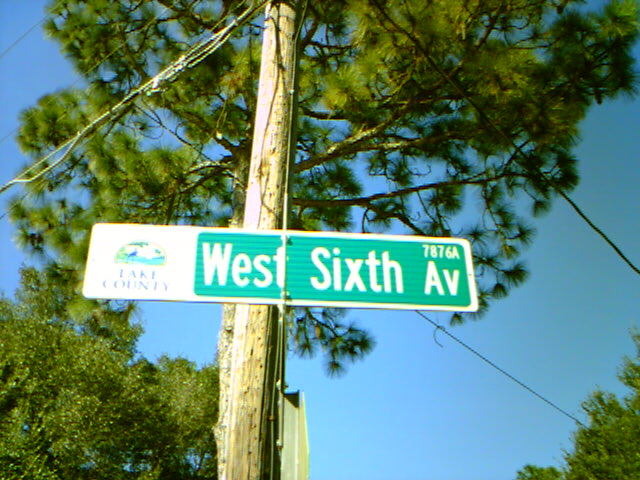 LAKE
COUNTY
West Sixth Av
7876A